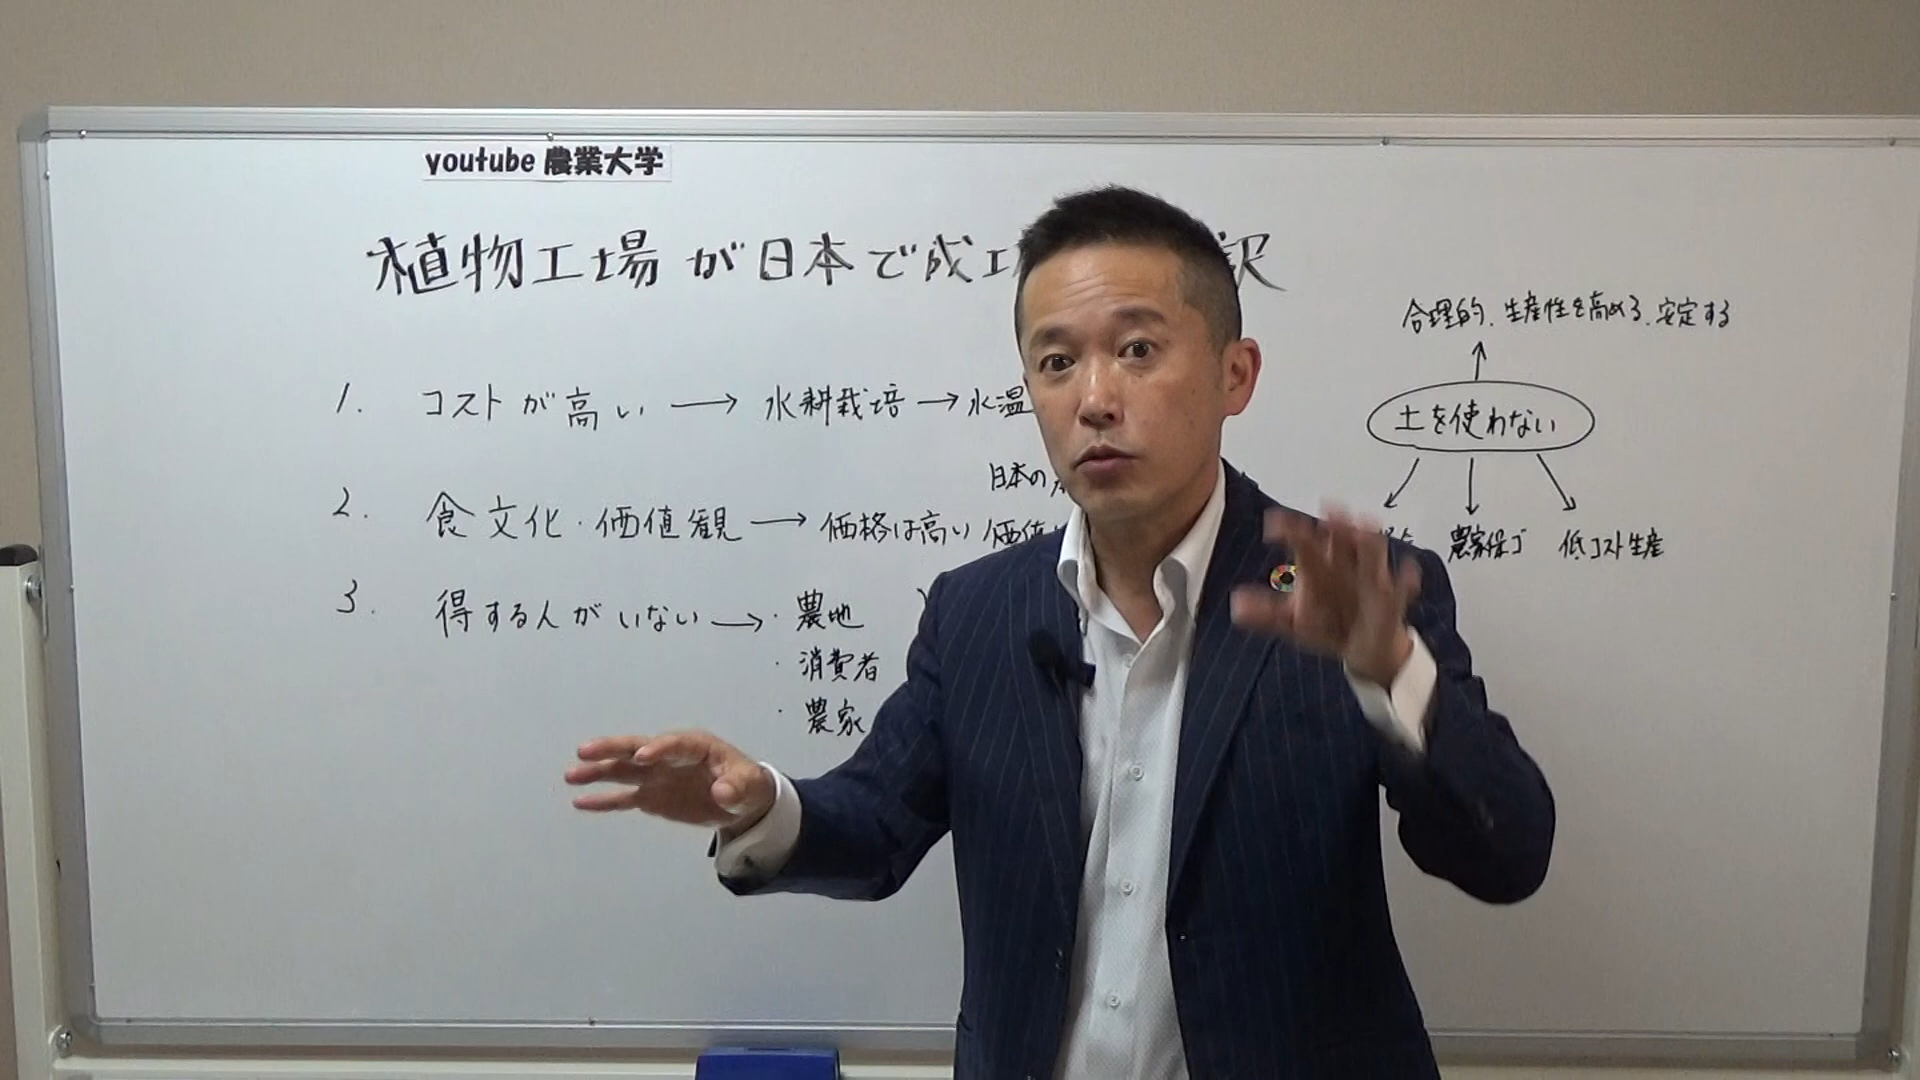 youtube 農業大学
植物工場が日本で成 訳
合理的、生産性を高める、安定する
1. コストが高い → 水耕栽培 → 水温
土を使わない
日本の
2. 食文化・価値観 → 価格は高い 価値
農家保ゴ 低コスト生産
3. 得する人がいない → ・農地
・消費者
・農家